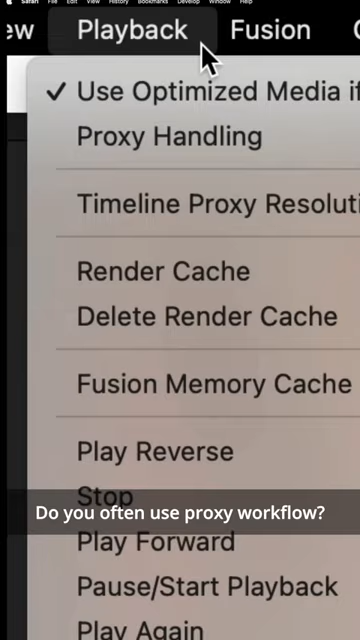 Safari File Edit View History Bookmarks Develop Window Help
ew Playback Fusion
✓ Use Optimized Media if
Proxy Handling
Timeline Proxy Resoluti
Render Cache
Delete Render Cache
Fusion Memory Cache
Play Reverse
Stop
Do you often use proxy workflow?
Play Forward
Pause/Start Playback
Play Again